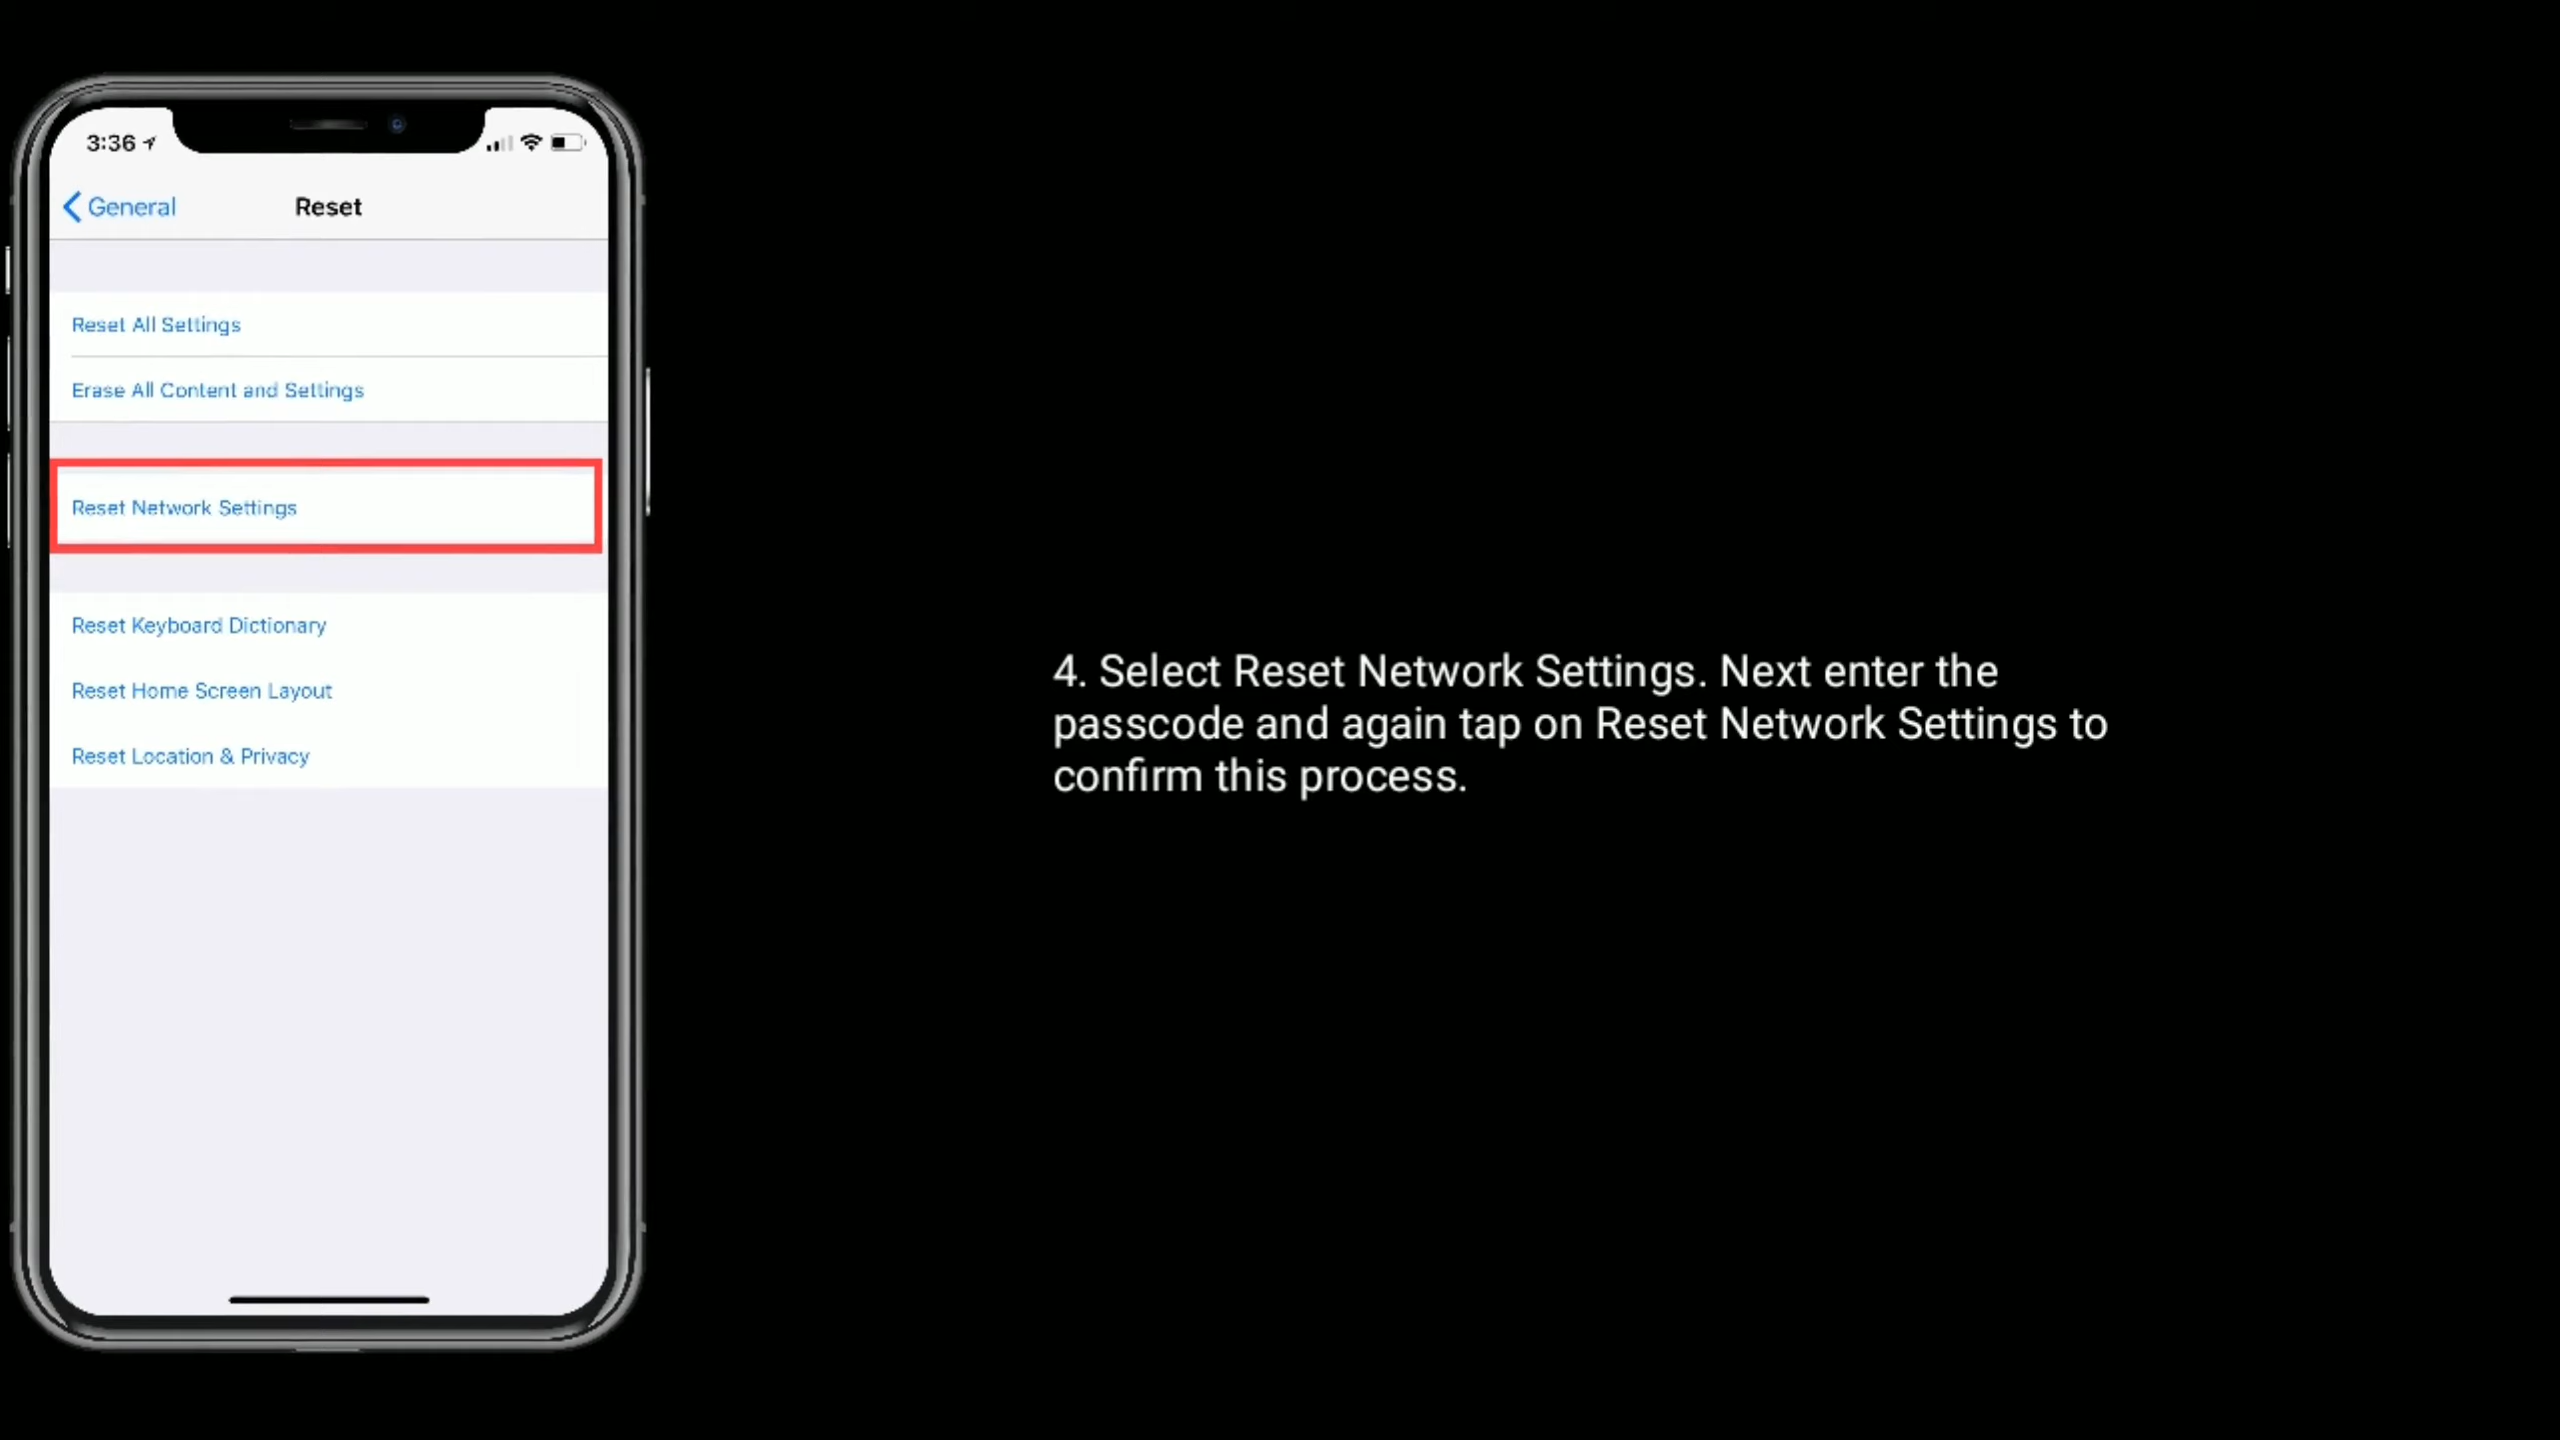 3:36
General
Reset
Reset All Settings
Erase All Content and Settings
Reset Network Settings
Reset Keyboard Dictionary
Reset Home Screen Layout
Reset Location & Privacy
4. Select Reset Network Settings. Next enter the
passcode and again tap on Reset Network Settings to
confirm this process.